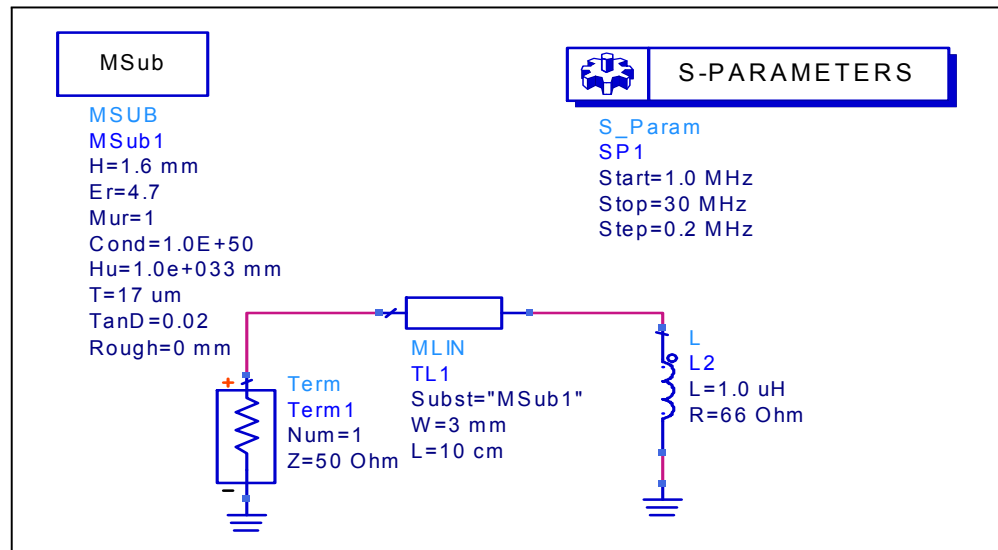 MSub
MSUB
MSub1
H=1.6 mm
Er=4.7
Mur=1
Cond=1.0E+50
Hu=1.0e+033 mm
T=17 um
TanD=0.02
Rough=0 mm
S-PARAMETERS
S_Param
SP1
Start=1.0 MHz
Stop=30 MHz
Step=0.2 MHz
+
Term
Term1
Num=1
Z=50 Ohm
–
MLIN
TL1
Subst="MSub1"
W=3 mm
L=10 cm
L
L2
L=1.0 uH
R=66 Ohm